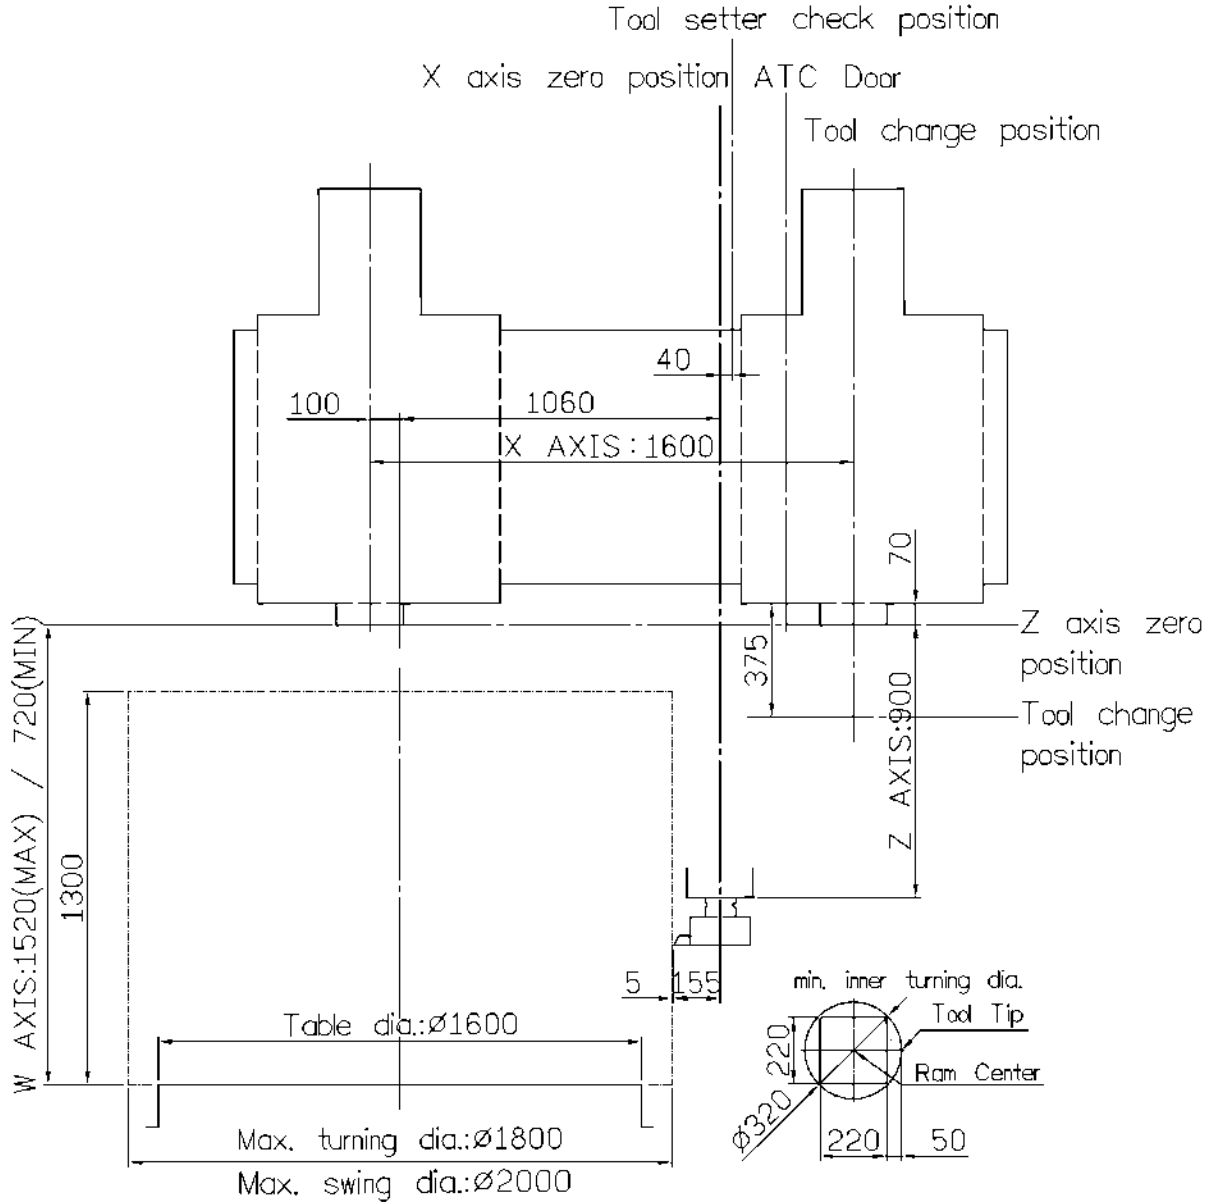 Tool setter check position
X axis zero position ATC Door
Tool change position
40
100
1060
X AXIS:1600
70
Z axis zero
position
375
Tool change
position
Z AXIS:900
W AXIS:1520(MAX) / 720(MIN)
1300
5
155
min. inner turning dia.
Tool Tip
Table dia.:Ø1600
220
Ram Center
Ø320
220
50
Max. turning dia.:Ø1800
Max. swing dia.:Ø2000